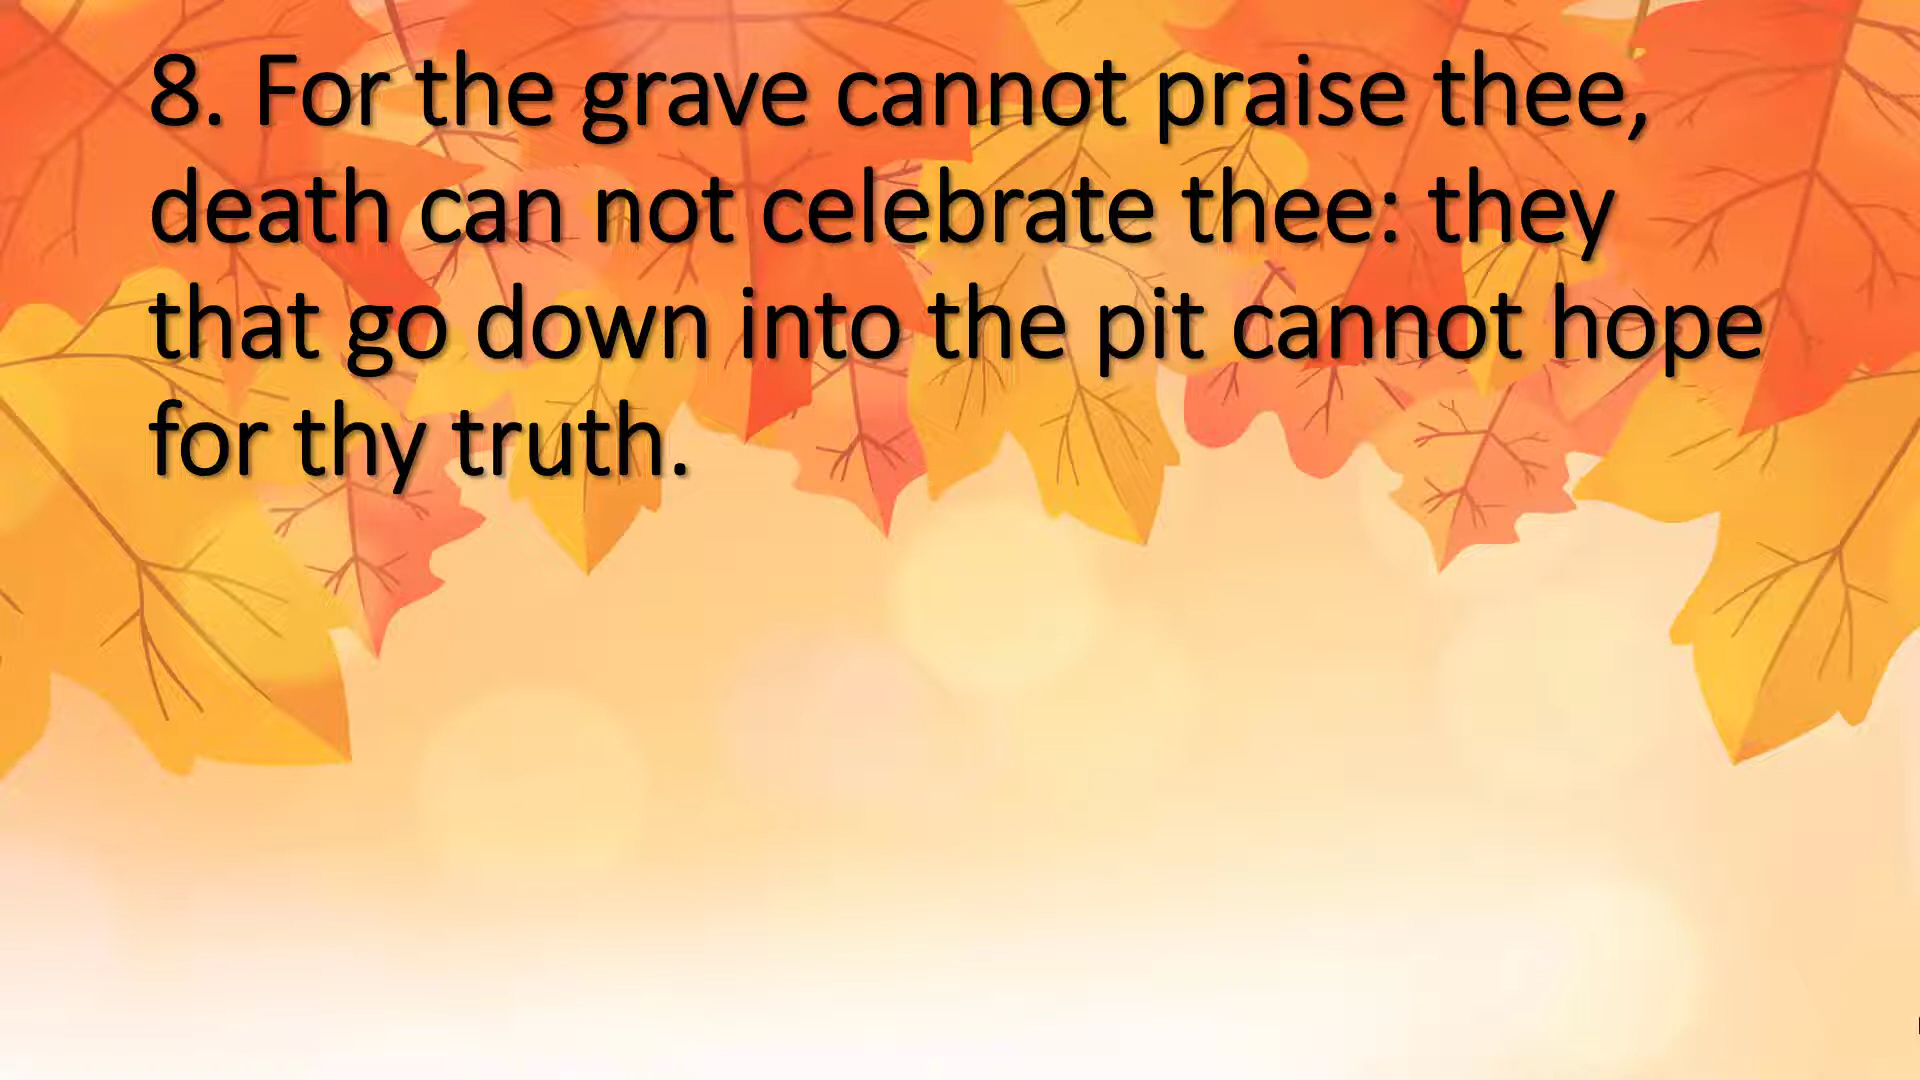 8. For the grave cannot praise thee,
death can not celebrate thee: they
that go down into the pit cannot hope
for thy truth.